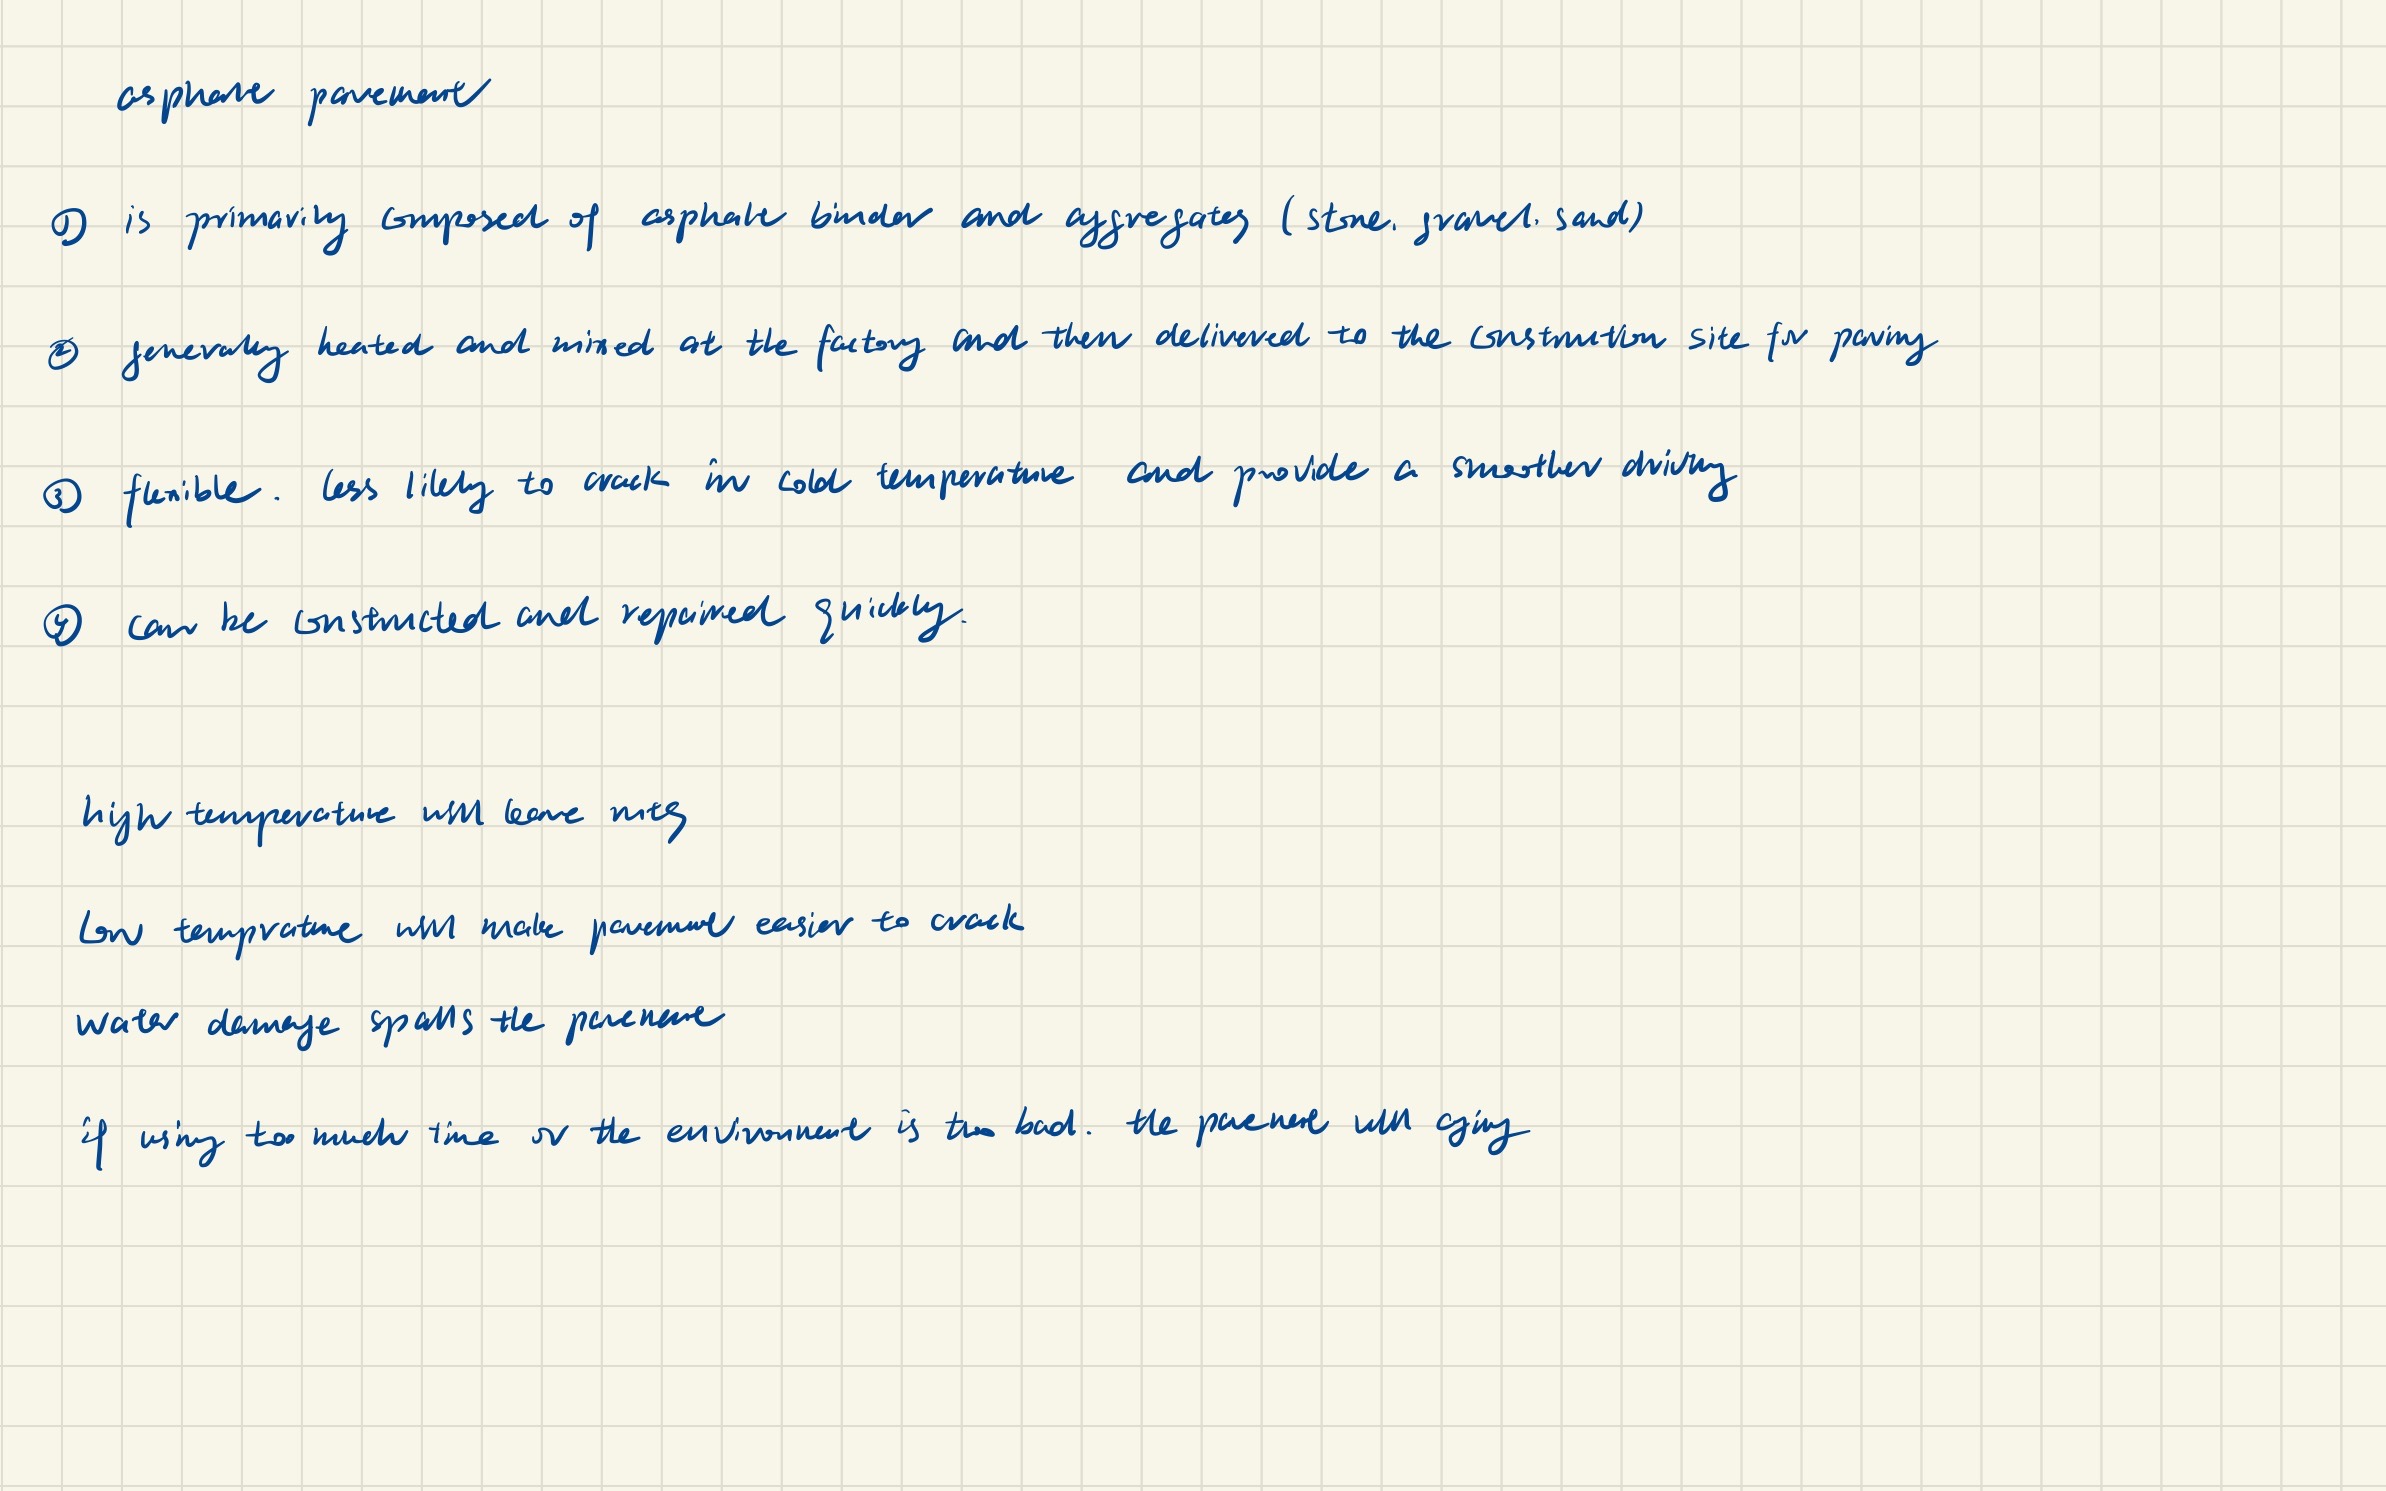 asphalt pavement
① is primarily composed of asphalt binder and aggregates (stone. gravel. sand)
② generally heated and mixed at the factory and then delivered to the construction site for paving
③ flexible. less likely to crack in cold temperature and provide a smoother driving
④ can be constructed and repaired quickly.
high temperature will leave ruts
Low temprature will make pavement easier to crack
water damage spalls the pavement
if using too much time or the environment is too bad. the pavement will aging